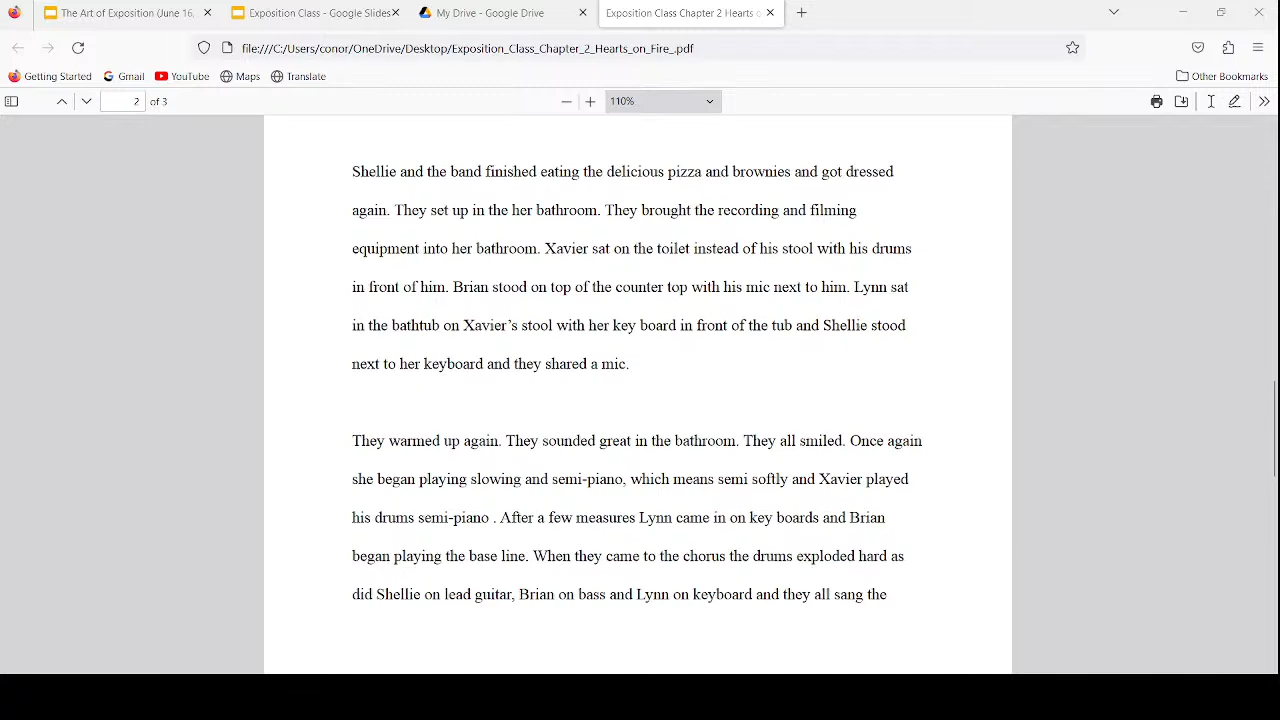 The Art of Exposition (June 16,
Exposition Class - Google Slides
My Drive - Google Drive
Exposition Class Chapter 2 Hearts o
file:///C:/Users/conor/OneDrive/Desktop/Exposition_Class_Chapter_2_Hearts_on_Fire_.pdf
Getting Started
Gmail
YouTube
Maps
Translate
Other Bookmarks
2 of 3
110%
Shellie and the band finished eating the delicious pizza and brownies and got dressed
again. They set up in the her bathroom. They brought the recording and filming
equipment into her bathroom. Xavier sat on the toilet instead of his stool with his drums
in front of him. Brian stood on top of the counter top with his mic next to him. Lynn sat
in the bathtub on Xavier’s stool with her key board in front of the tub and Shellie stood
next to her keyboard and they shared a mic.
They warmed up again. They sounded great in the bathroom. They all smiled. Once again
she began playing slowing and semi-piano, which means semi softly and Xavier played
his drums semi-piano . After a few measures Lynn came in on key boards and Brian
began playing the base line. When they came to the chorus the drums exploded hard as
did Shellie on lead guitar, Brian on bass and Lynn on keyboard and they all sang the